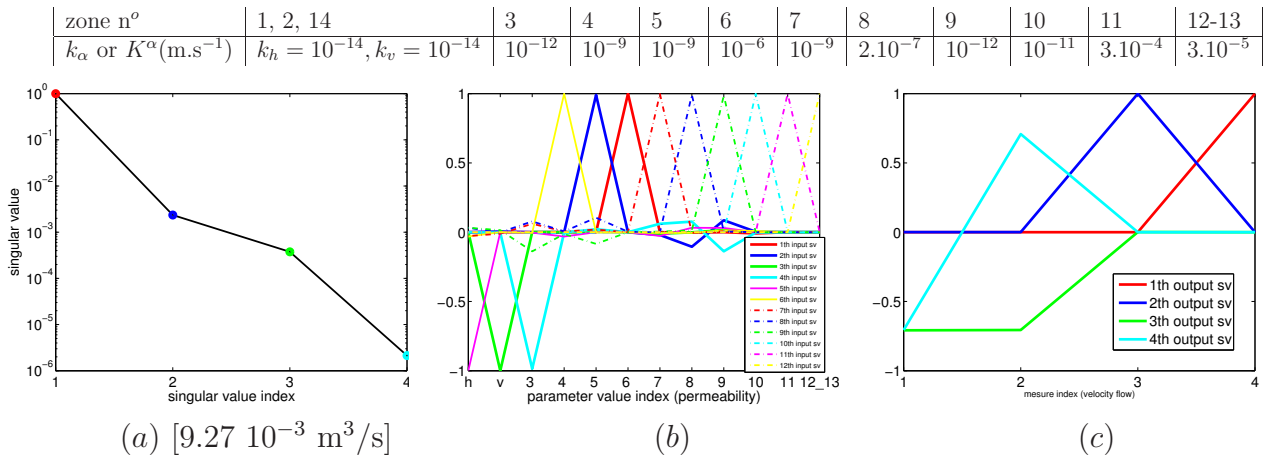 zone nᵒ | 1, 2, 14 | 3 | 4 | 5 | 6 | 7 | 8 | 9 | 10 | 11 | 12-13
k_α or K^α(m.s⁻¹) | k_h = 10⁻¹⁴, k_v = 10⁻¹⁴ | 10⁻¹² | 10⁻⁹ | 10⁻⁹ | 10⁻⁶ | 10⁻⁹ | 2.10⁻⁷ | 10⁻¹² | 10⁻¹¹ | 3.10⁻⁴ | 3.10⁻⁵
10⁰
10⁻¹
10⁻²
10⁻³
10⁻⁴
10⁻⁵
10⁻⁶
singular value
1 2 3 4
singular value index
(a) [9.27 10⁻³ m³/s]
1
0.5
0
−0.5
−1
h v 3 4 5 6 7 8 9 10 11 12_13
parameter value index (permeability)
1th input sv
2th input sv
3th input sv
4th input sv
5th input sv
6th input sv
7th input sv
8th input sv
9th input sv
10th input sv
11th input sv
12th input sv
(b)
1
0.5
0
−0.5
−1
1 2 3 4
mesure index (velocity flow)
1th output sv
2th output sv
3th output sv
4th output sv
(c)